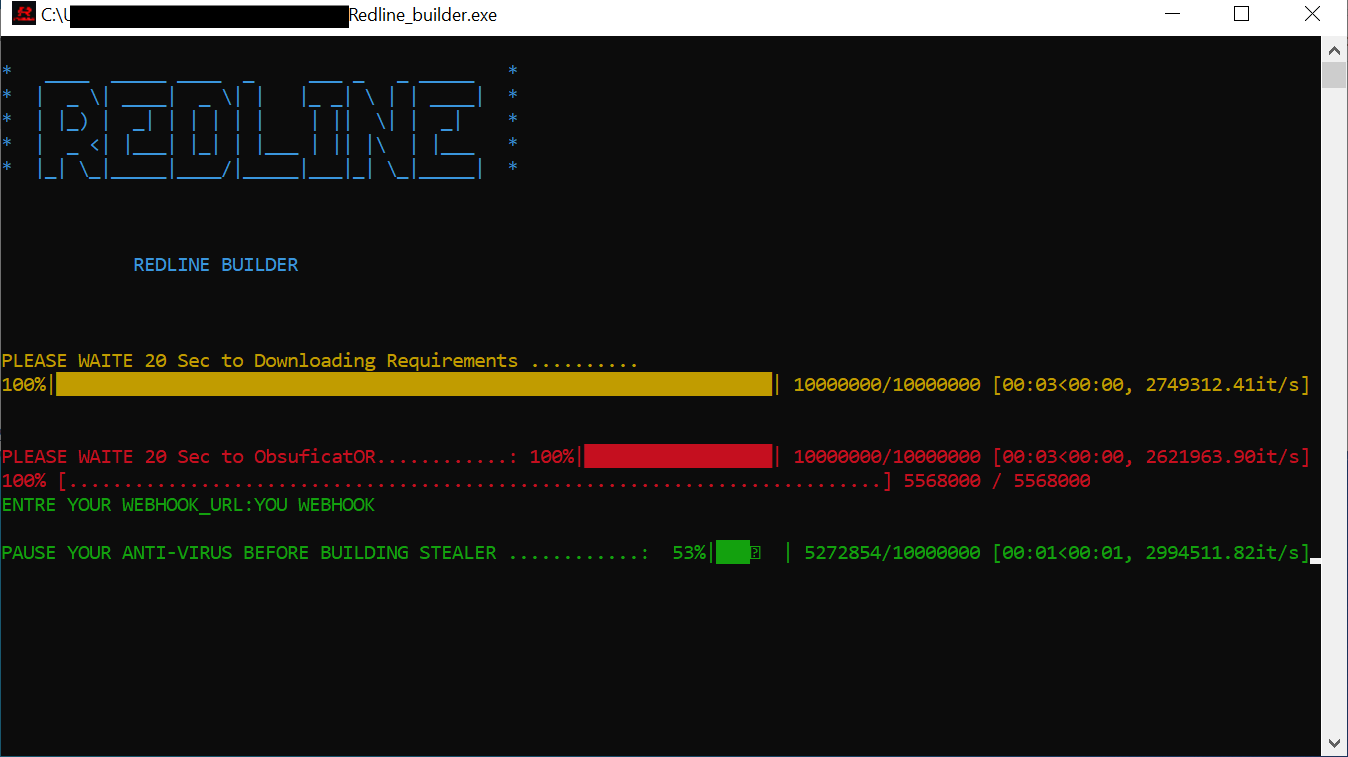 C:\U Redline_builder.exe
REDLINE
REDLINE BUILDER
PLEASE WAITE 20 Sec to Downloading Requirements ..........
100%| | 10000000/10000000 [00:03<00:00, 2749312.41it/s]
PLEASE WAITE 20 Sec to ObsuficatOR............: 100%| | 10000000/10000000 [00:03<00:00, 2621963.90it/s]
100% [..........................................................................] 5568000 / 5568000
ENTRE YOUR WEBHOOK_URL:YOU WEBHOOK
PAUSE YOUR ANTI-VIRUS BEFORE BUILDING STEALER ............: 53%| | 5272854/10000000 [00:01<00:01, 2994511.82it/s]